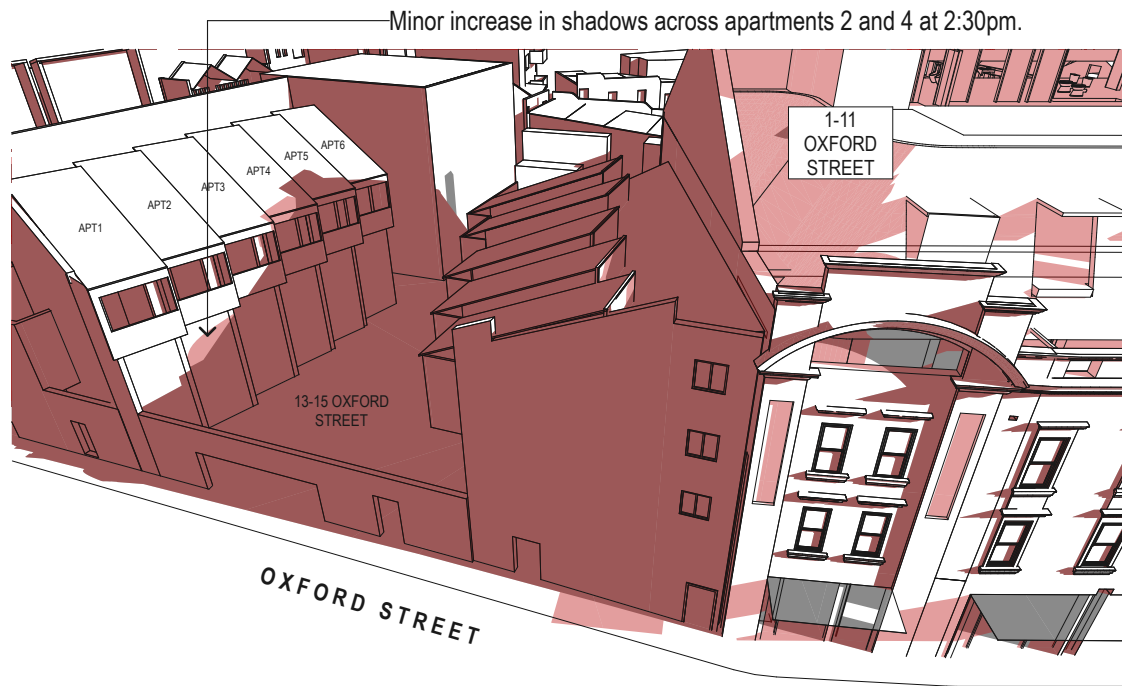 Minor increase in shadows across apartments 2 and 4 at 2:30pm.
1-11
OXFORD
STREET
APT6
APT5
APT4
APT3
APT2
APT1
13-15 OXFORD
STREET
OXFORD STREET